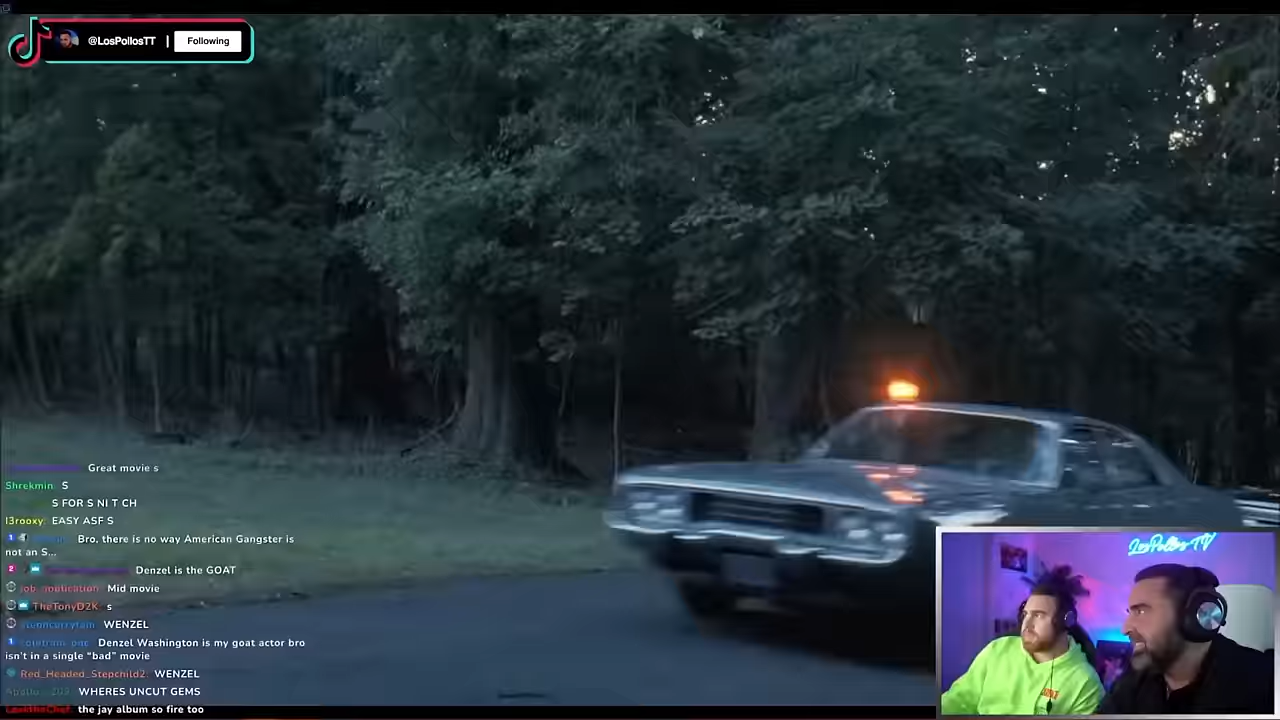 @LosPollosTT | Following
Great movie s
Shrekmin: S
S FOR S NI T CH
l3rooxy: EASY ASF S
Bro, there is no way American Gangster is
not an S...
Denzel is the GOAT
job_application Mid movie
TheTonyD2K s
WENZEL
Denzel Washington is my goat actor bro
isn't in a single "bad" movie
Red_Headed_Stepchild2: WENZEL
WHERES UNCUT GEMS
the jay album so fire too
LosPollosTV